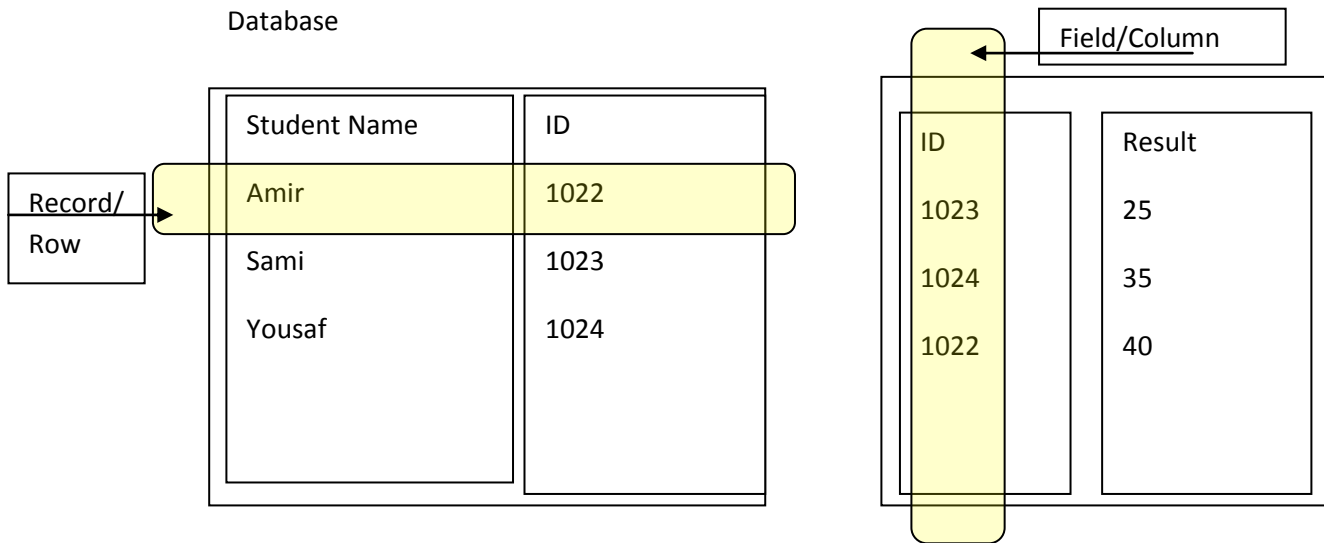 Database
Field/Column
Student Name ID
Amir 1022
Sami 1023
Yousaf 1024
Record/
Row
ID Result
1023 25
1024 35
1022 40